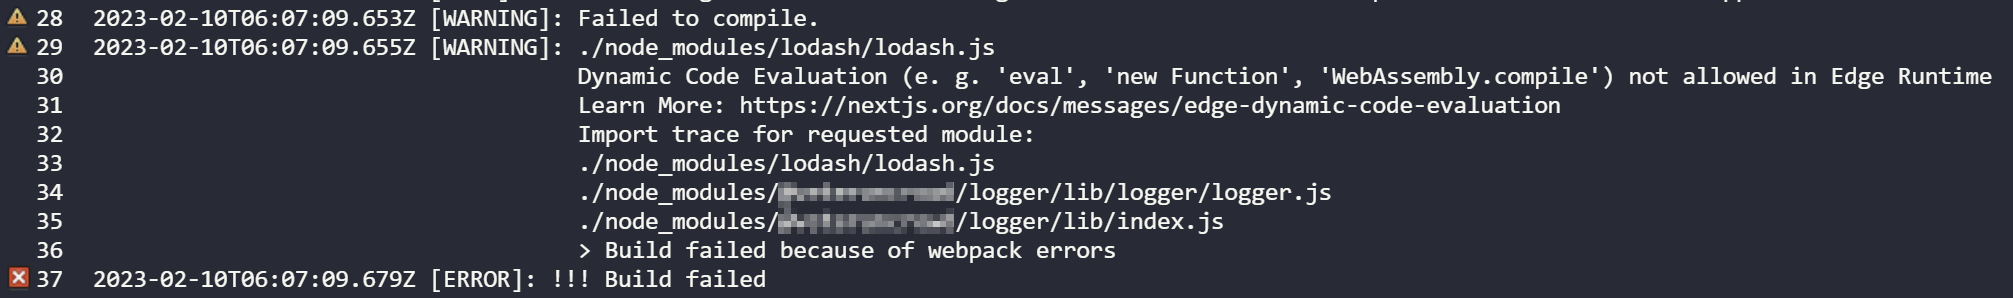 28 2023-02-10T06:07:09.653Z [WARNING]: Failed to compile.
29 2023-02-10T06:07:09.655Z [WARNING]: ./node_modules/lodash/lodash.js
30 Dynamic Code Evaluation (e. g. 'eval', 'new Function', 'WebAssembly.compile') not allowed in Edge Runtime
31 Learn More: https://nextjs.org/docs/messages/edge-dynamic-code-evaluation
32 Import trace for requested module:
33 ./node_modules/lodash/lodash.js
34 ./node_modules/ /logger/lib/logger/logger.js
35 ./node_modules/ /logger/lib/index.js
36 > Build failed because of webpack errors
37 2023-02-10T06:07:09.679Z [ERROR]: !!! Build failed